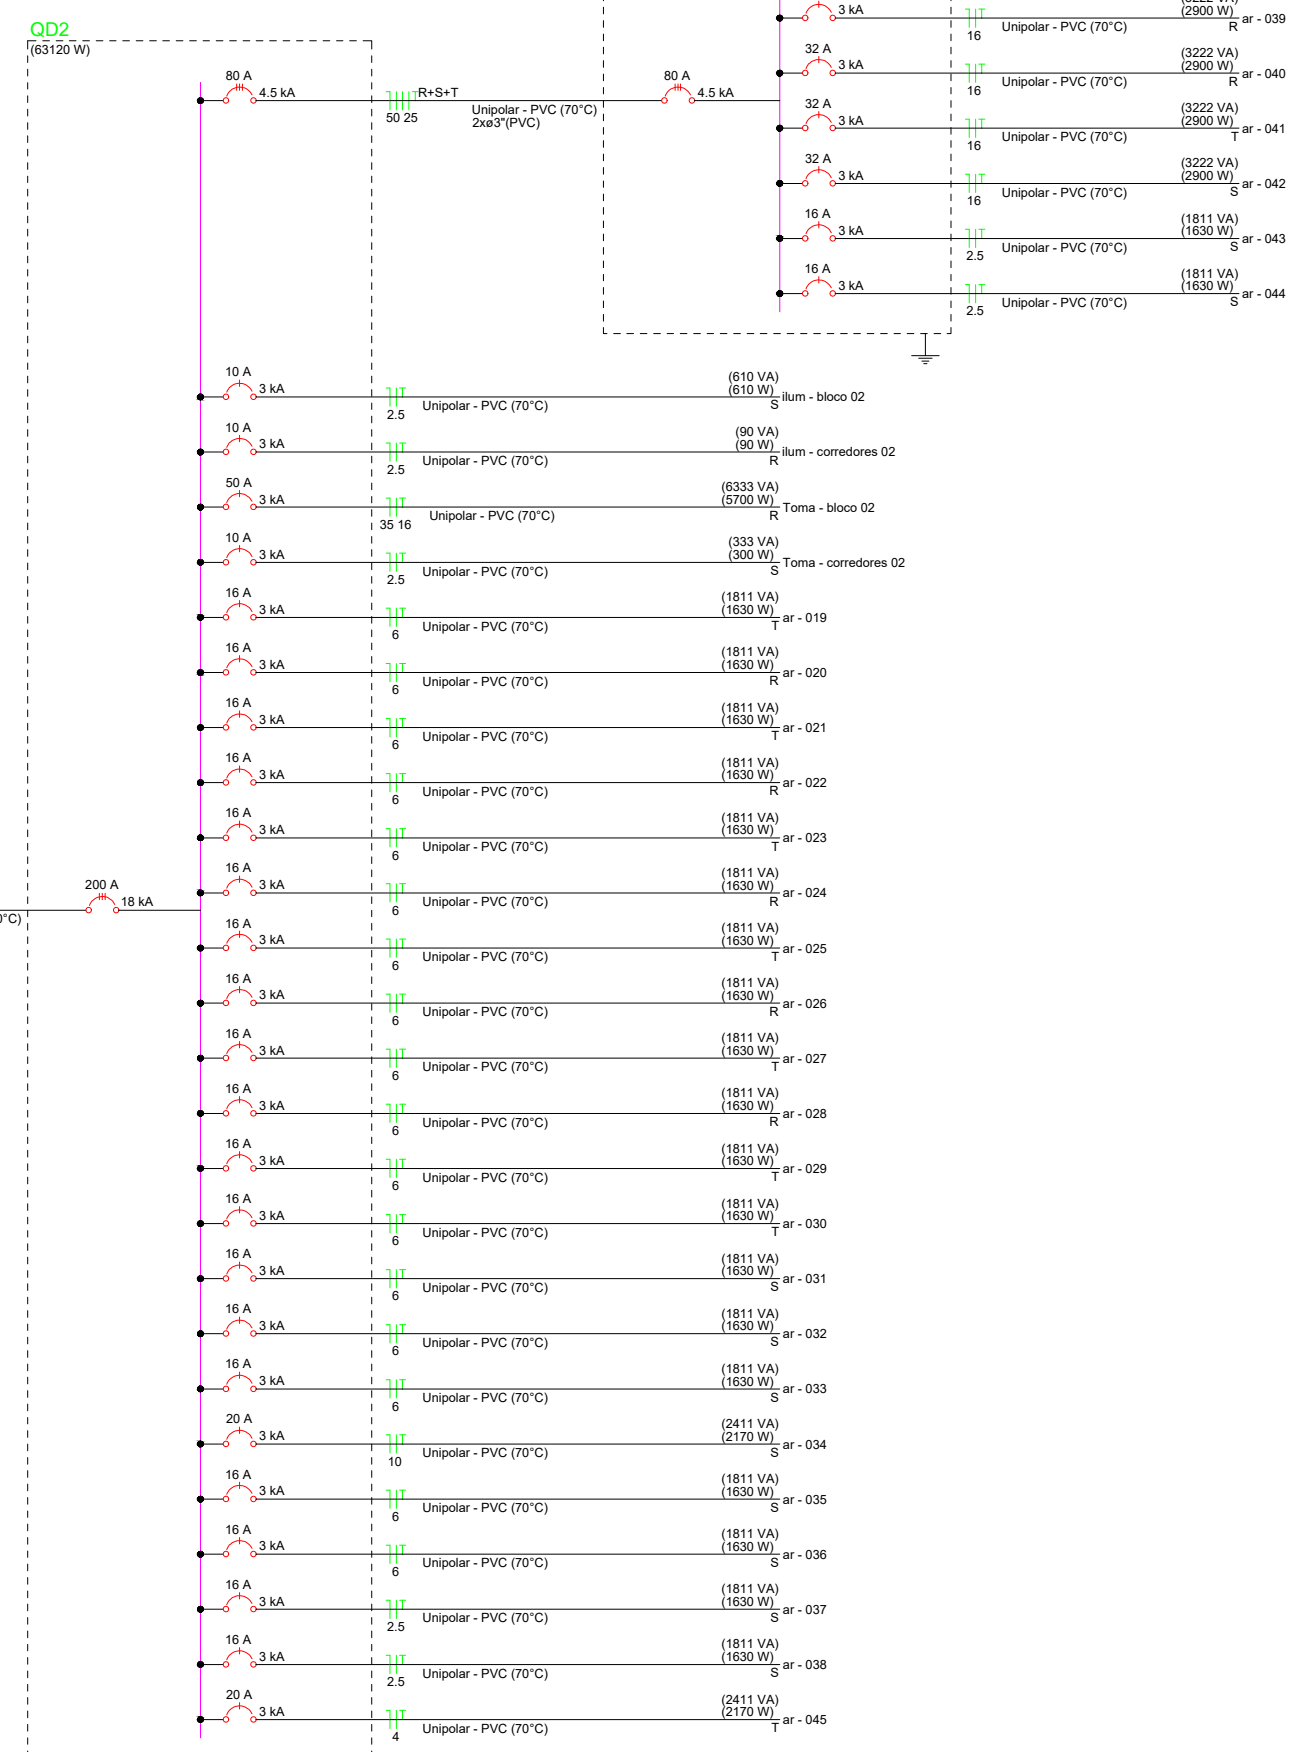 QD2
(63120 W)
80 A
4.5 kA
R+S+T
50 25
Unipolar - PVC (70°C)
2xø3"(PVC)
80 A
4.5 kA
3 kA
16
Unipolar - PVC (70°C)
(2900 W)
R
ar - 039
32 A
3 kA
16
Unipolar - PVC (70°C)
(3222 VA)
(2900 W)
R
ar - 040
32 A
3 kA
16
Unipolar - PVC (70°C)
(3222 VA)
(2900 W)
T
ar - 041
32 A
3 kA
16
Unipolar - PVC (70°C)
(3222 VA)
(2900 W)
S
ar - 042
16 A
3 kA
2.5
Unipolar - PVC (70°C)
(1811 VA)
(1630 W)
S
ar - 043
16 A
3 kA
2.5
Unipolar - PVC (70°C)
(1811 VA)
(1630 W)
S
ar - 044
10 A
3 kA
2.5
Unipolar - PVC (70°C)
(610 VA)
(610 W)
S
ilum - bloco 02
10 A
3 kA
2.5
Unipolar - PVC (70°C)
(90 VA)
(90 W)
R
ilum - corredores 02
50 A
3 kA
35 16
Unipolar - PVC (70°C)
(6333 VA)
(5700 W)
R
Toma - bloco 02
10 A
3 kA
2.5
Unipolar - PVC (70°C)
(333 VA)
(300 W)
S
Toma - corredores 02
16 A
3 kA
6
Unipolar - PVC (70°C)
(1811 VA)
(1630 W)
T
ar - 019
16 A
3 kA
6
Unipolar - PVC (70°C)
(1811 VA)
(1630 W)
R
ar - 020
16 A
3 kA
6
Unipolar - PVC (70°C)
(1811 VA)
(1630 W)
T
ar - 021
16 A
3 kA
6
Unipolar - PVC (70°C)
(1811 VA)
(1630 W)
R
ar - 022
16 A
3 kA
6
Unipolar - PVC (70°C)
(1811 VA)
(1630 W)
T
ar - 023
16 A
3 kA
6
Unipolar - PVC (70°C)
(1811 VA)
(1630 W)
R
ar - 024
200 A
18 kA
°C)
16 A
3 kA
6
Unipolar - PVC (70°C)
(1811 VA)
(1630 W)
T
ar - 025
16 A
3 kA
6
Unipolar - PVC (70°C)
(1811 VA)
(1630 W)
R
ar - 026
16 A
3 kA
6
Unipolar - PVC (70°C)
(1811 VA)
(1630 W)
T
ar - 027
16 A
3 kA
6
Unipolar - PVC (70°C)
(1811 VA)
(1630 W)
R
ar - 028
16 A
3 kA
6
Unipolar - PVC (70°C)
(1811 VA)
(1630 W)
T
ar - 029
16 A
3 kA
6
Unipolar - PVC (70°C)
(1811 VA)
(1630 W)
T
ar - 030
16 A
3 kA
6
Unipolar - PVC (70°C)
(1811 VA)
(1630 W)
S
ar - 031
16 A
3 kA
6
Unipolar - PVC (70°C)
(1811 VA)
(1630 W)
S
ar - 032
16 A
3 kA
6
Unipolar - PVC (70°C)
(1811 VA)
(1630 W)
S
ar - 033
20 A
3 kA
10
Unipolar - PVC (70°C)
(2411 VA)
(2170 W)
S
ar - 034
16 A
3 kA
6
Unipolar - PVC (70°C)
(1811 VA)
(1630 W)
S
ar - 035
16 A
3 kA
6
Unipolar - PVC (70°C)
(1811 VA)
(1630 W)
S
ar - 036
16 A
3 kA
2.5
Unipolar - PVC (70°C)
(1811 VA)
(1630 W)
S
ar - 037
16 A
3 kA
2.5
Unipolar - PVC (70°C)
(1811 VA)
(1630 W)
S
ar - 038
20 A
3 kA
4
Unipolar - PVC (70°C)
(2411 VA)
(2170 W)
T
ar - 045